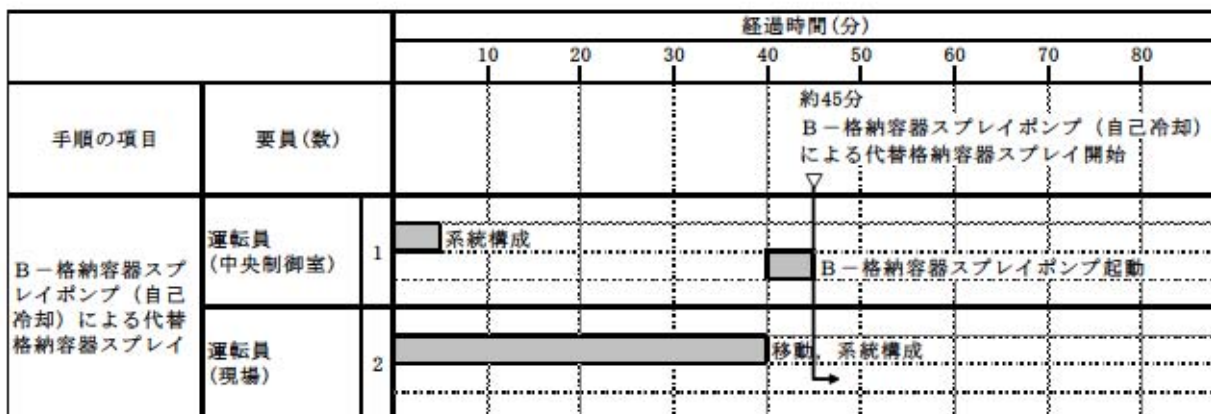 経過時間(分)
10 20 30 40 50 60 70 80
手順の項目
要員(数)
約45分
B－格納容器スプレイポンプ（自己冷却）
による代替格納容器スプレイ開始
▽
B－格納容器スプ
レイポンプ（自己
冷却）による代替
格納容器スプレイ
運転員
(中央制御室)
1
系統構成
B－格納容器スプレイポンプ起動
運転員
(現場)
2
移動，系統構成